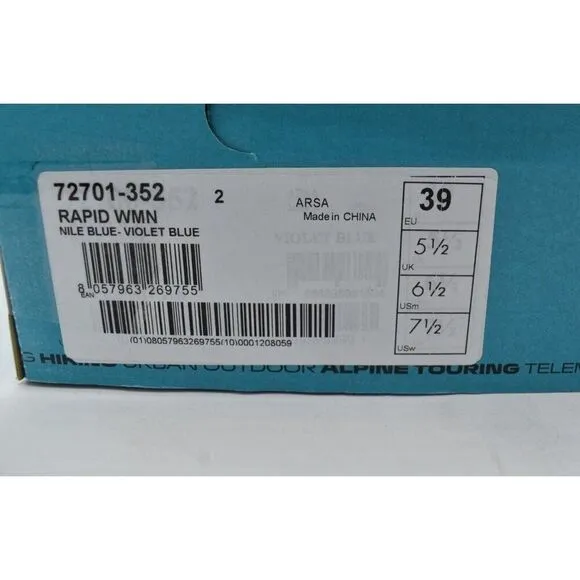 72701-352 2
RAPID WMN
NILE BLUE- VIOLET BLUE
ARSA
Made in CHINA
8 057963 269755
EAN
(01)08057963269755(10)0001208059
39
EU
5½
UK
6½
USm
7½
USw
G HIKING URBAN OUTDOOR ALPINE TOURING TELEM